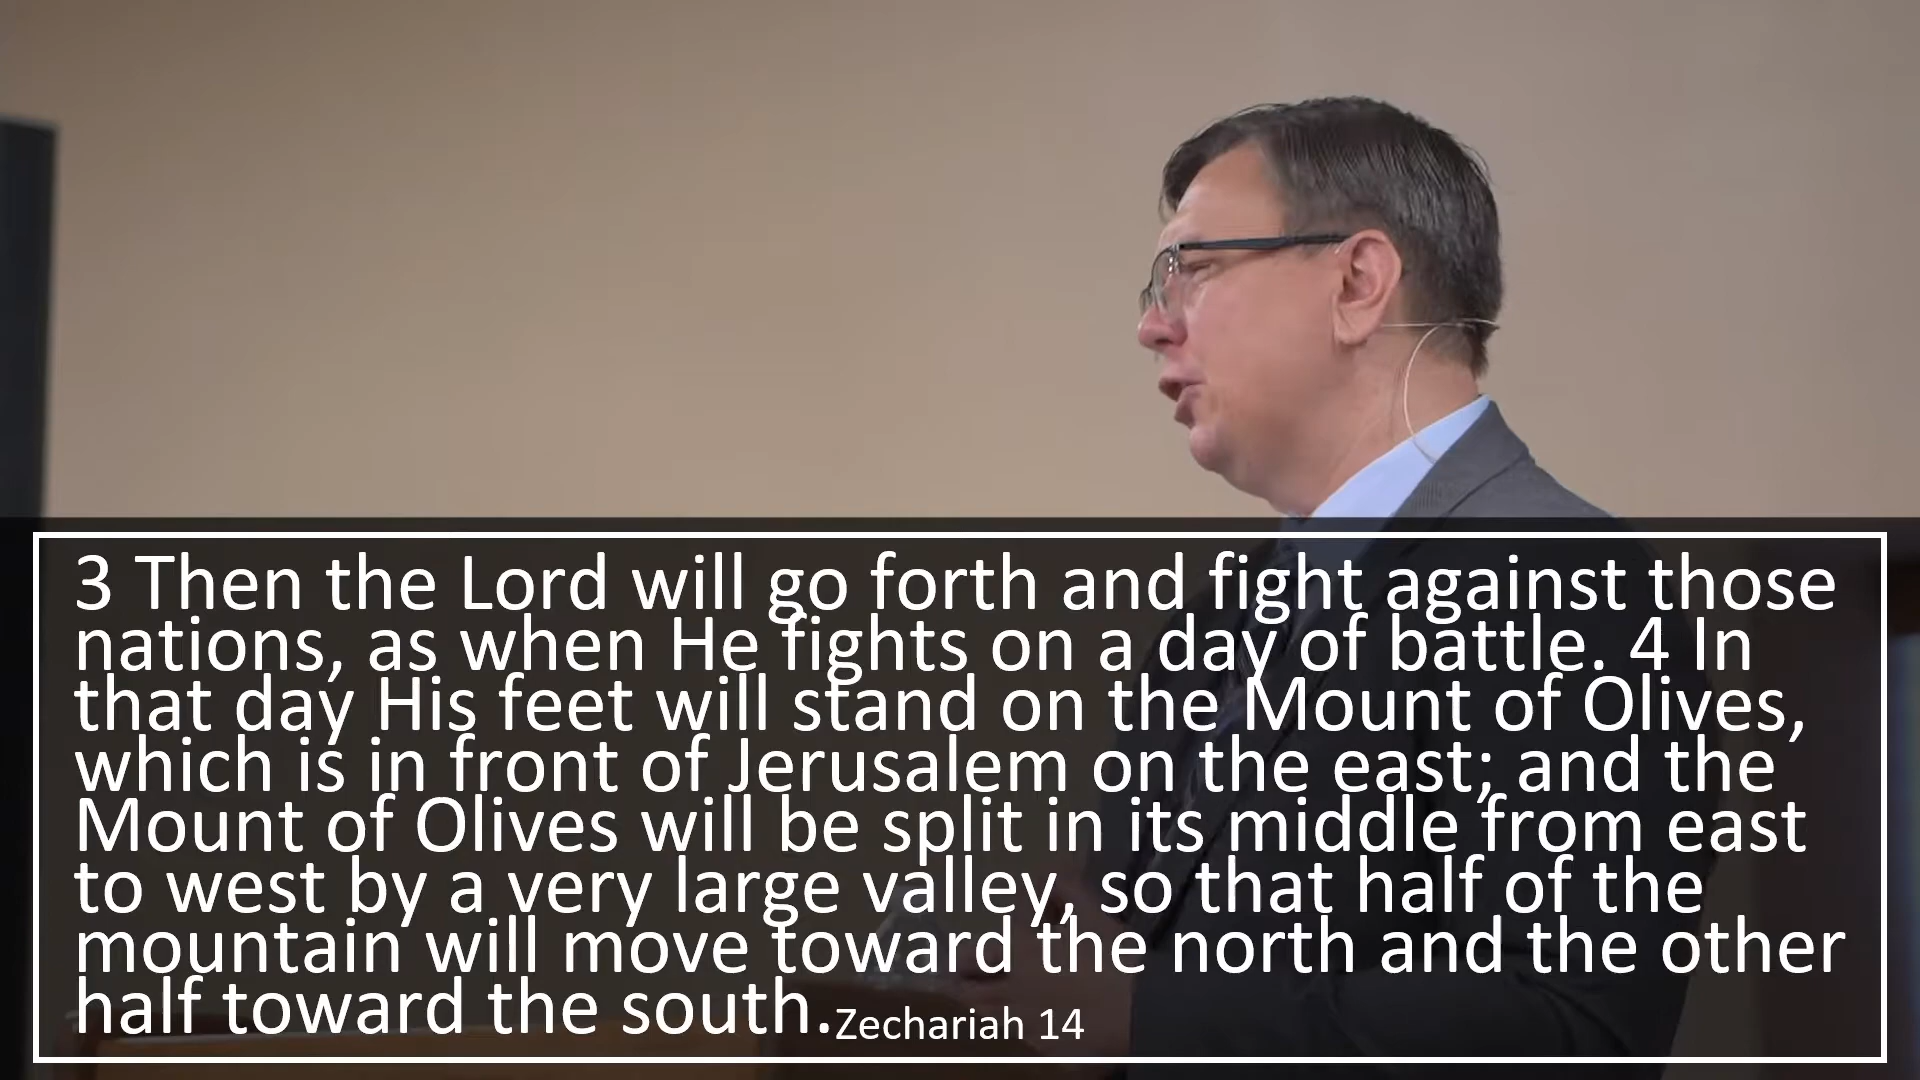 3 Then the Lord will go forth and fight against those
nations, as when He fights on a day of battle. 4 In
that day His feet will stand on the Mount of Olives,
which is in front of Jerusalem on the east; and the
Mount of Olives will be split in its middle from east
to west by a very large valley, so that half of the
mountain will move toward the north and the other
half toward the south. Zechariah 14